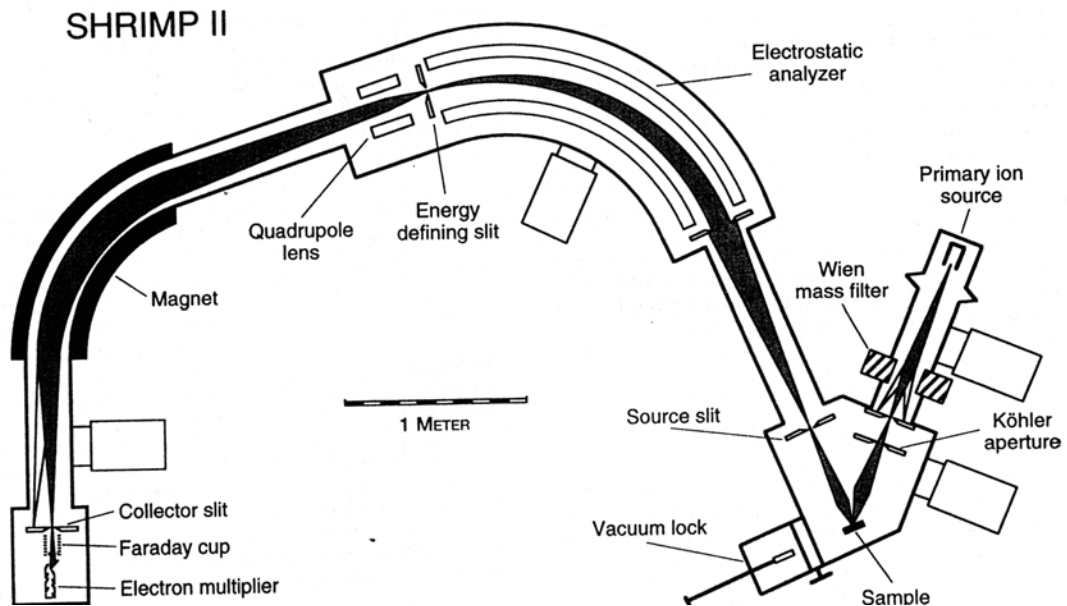 SHRIMP II
Electrostatic
analyzer
Primary ion
source
Energy
defining slit
Quadrupole
lens
Wien
mass filter
Magnet
1 METER
Source slit
Köhler
aperture
Collector slit
Vacuum lock
Faraday cup
Electron multiplier
Sample